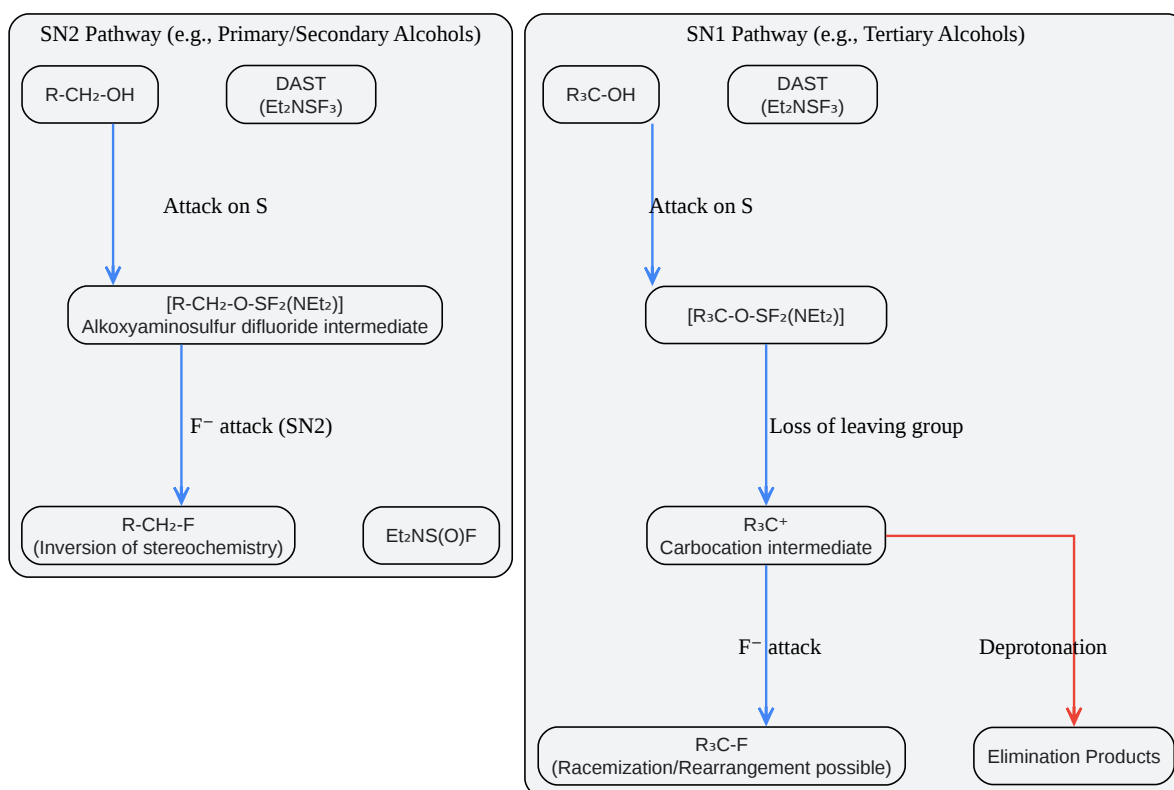 SN2 Pathway (e.g., Primary/Secondary Alcohols)
R-CH₂-OH
DAST
(Et₂NSF₃)
Attack on S
[R-CH₂-O-SF₂(NEt₂)]
Alkoxyaminosulfur difluoride intermediate
F⁻ attack (SN2)
R-CH₂-F
(Inversion of stereochemistry)
Et₂NS(O)F
SN1 Pathway (e.g., Tertiary Alcohols)
R₃C-OH
DAST
(Et₂NSF₃)
Attack on S
[R₃C-O-SF₂(NEt₂)]
Loss of leaving group
R₃C⁺
Carbocation intermediate
F⁻ attack
Deprotonation
R₃C-F
(Racemization/Rearrangement possible)
Elimination Products